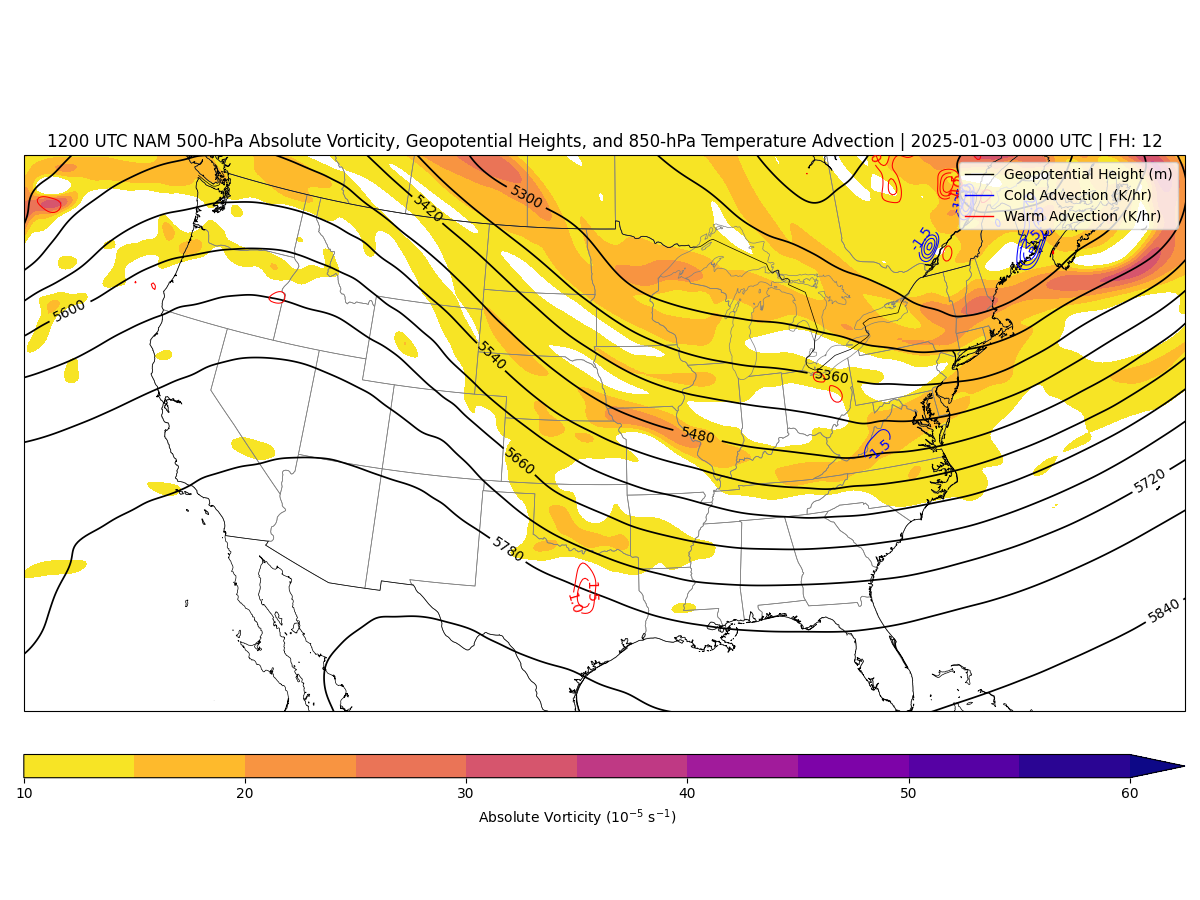 1200 UTC NAM 500-hPa Absolute Vorticity, Geopotential Heights, and 850-hPa Temperature Advection | 2025-01-03 0000 UTC | FH: 12
Geopotential Height (m)
Cold Advection (K/hr)
Warm Advection (K/hr)
5300
5420
-1.5
5600
5540
5360
5480
-1.5
5660
5720
5780
1.5
5840
10 20 30 40 50 60
Absolute Vorticity (10⁻⁵ s⁻¹)